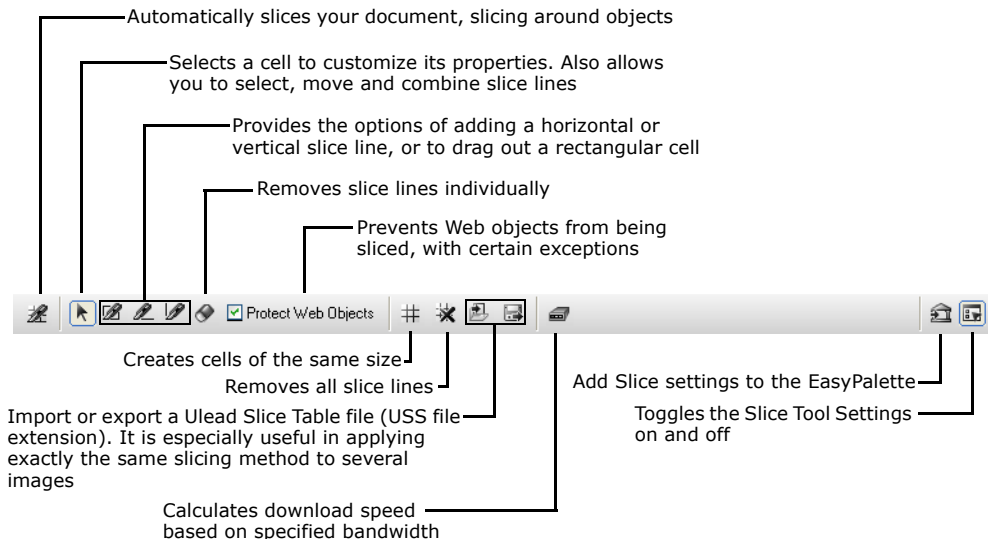 Automatically slices your document, slicing around objects
Selects a cell to customize its properties. Also allows
you to select, move and combine slice lines
Provides the options of adding a horizontal or
vertical slice line, or to drag out a rectangular cell
Removes slice lines individually
Prevents Web objects from being
sliced, with certain exceptions
Protect Web Objects
Creates cells of the same size
Removes all slice lines
Import or export a Ulead Slice Table file (USS file
extension). It is especially useful in applying
exactly the same slicing method to several
images
Calculates download speed
based on specified bandwidth
Add Slice settings to the EasyPalette
Toggles the Slice Tool Settings
on and off